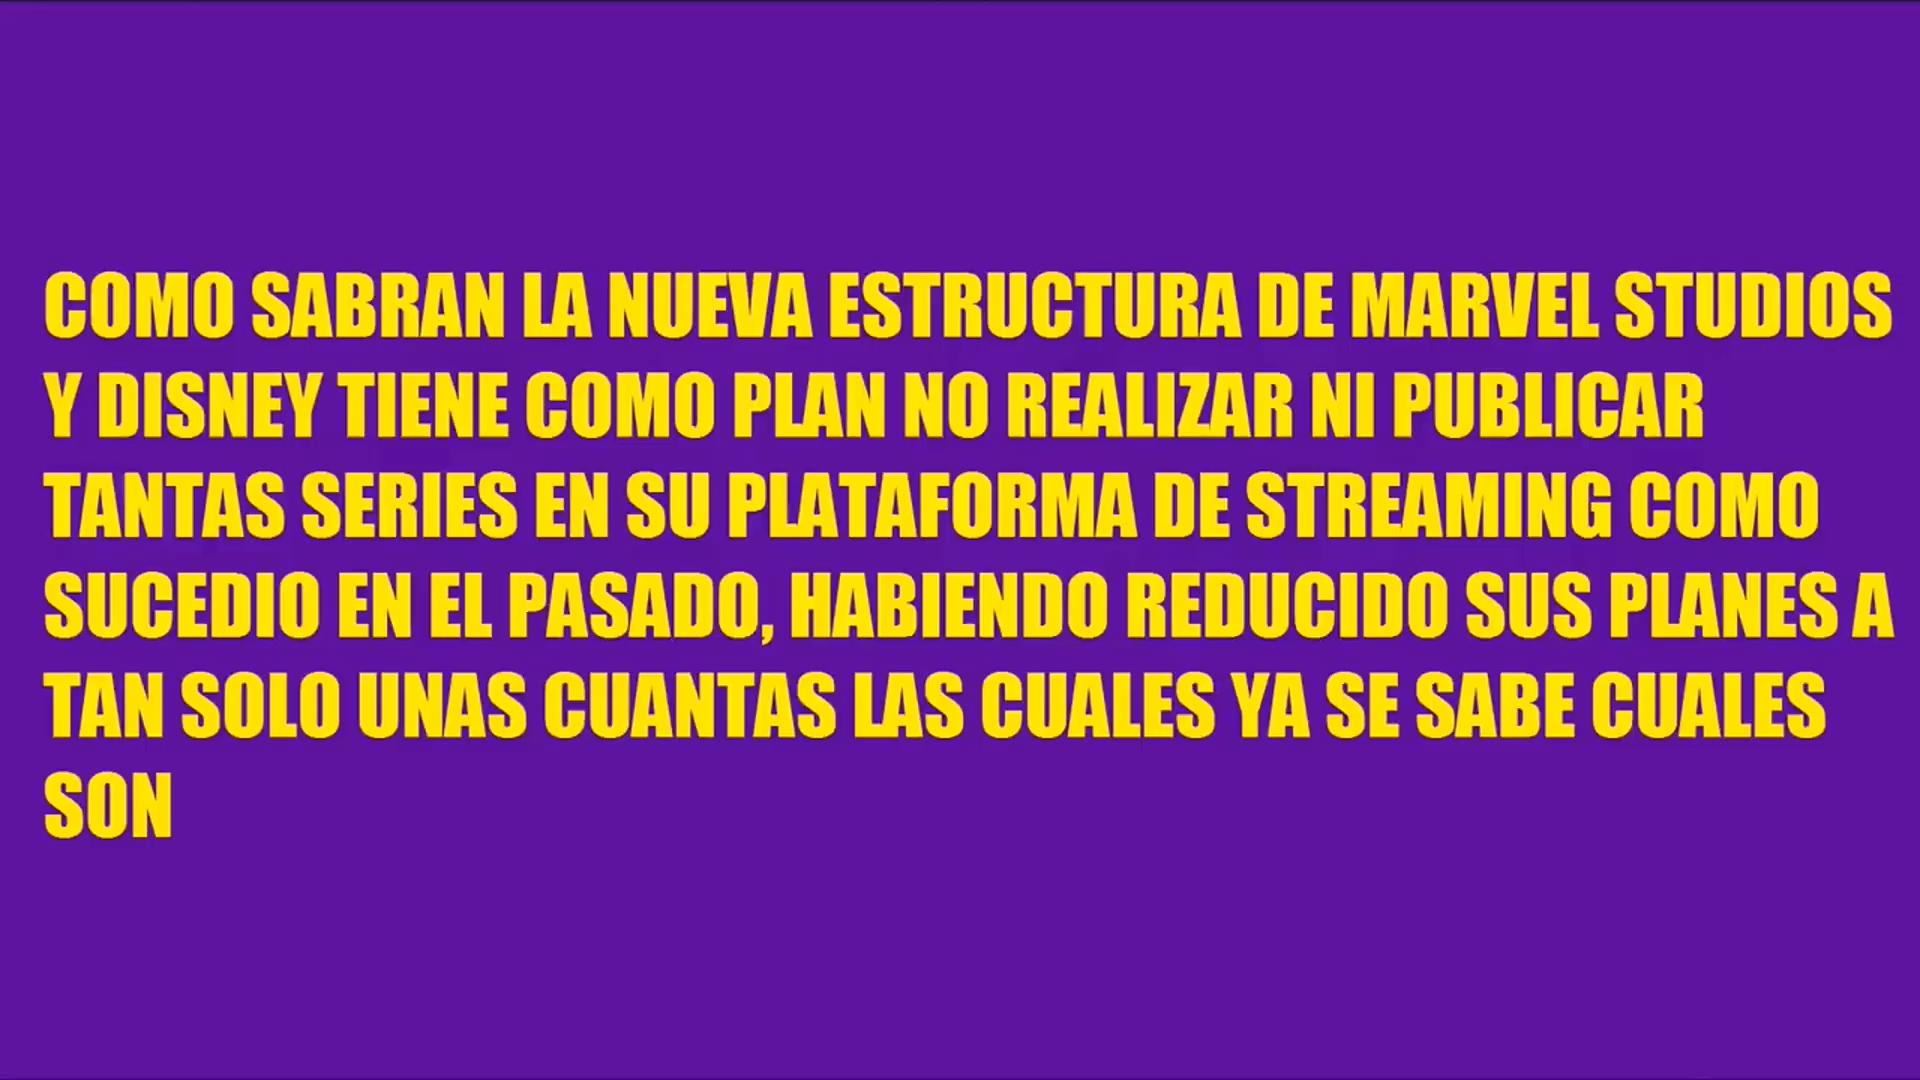 COMO SABRAN LA NUEVA ESTRUCTURA DE MARVEL STUDIOS
Y DISNEY TIENE COMO PLAN NO REALIZAR NI PUBLICAR
TANTAS SERIES EN SU PLATAFORMA DE STREAMING COMO
SUCEDIO EN EL PASADO, HABIENDO REDUCIDO SUS PLANES A
TAN SOLO UNAS CUANTAS LAS CUALES YA SE SABE CUALES
SON